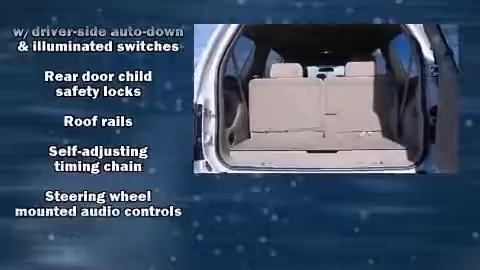 w/driver-side auto-down
& illuminated switches
Rear door child
safety locks
Roof rails
Self-adjusting
timing chain
Steering wheel
mounted audio controls